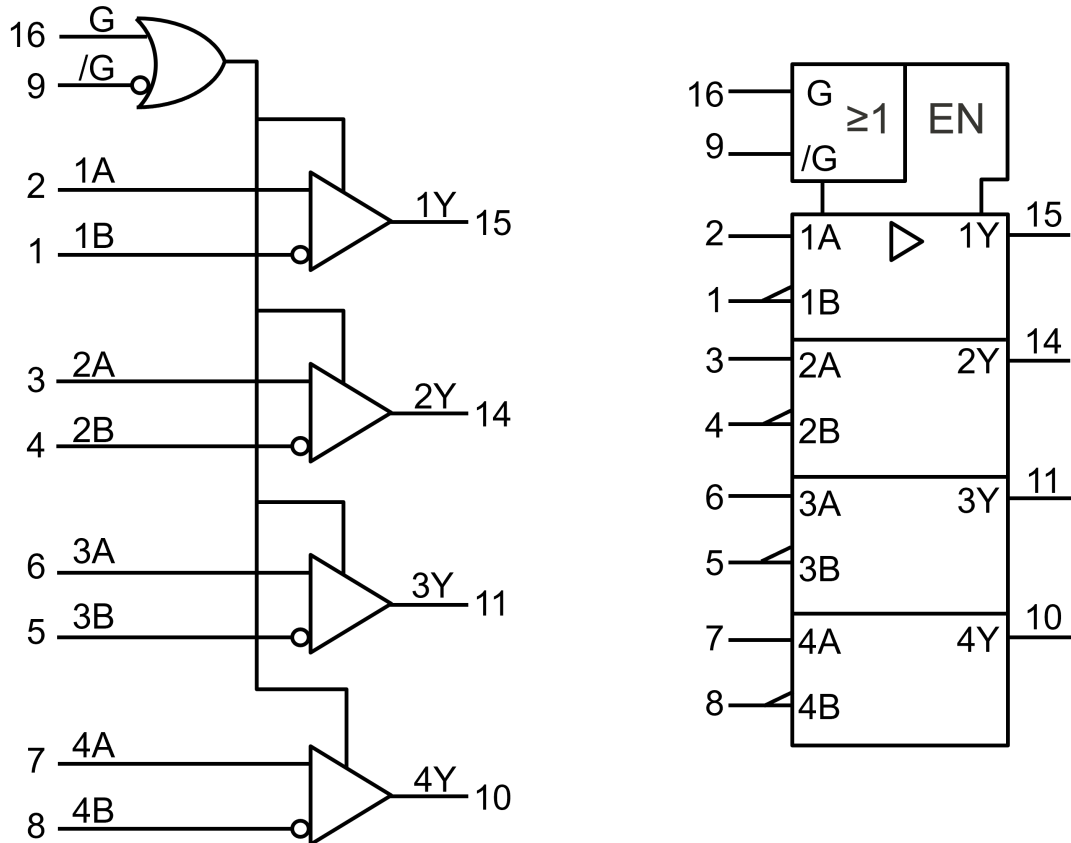 16 G
9 /G
2 1A
1 1B
1Y 15
3 2A
4 2B
2Y 14
6 3A
5 3B
3Y 11
7 4A
8 4B
4Y 10
16 G
≥1 EN
9 /G
2 1A 1Y 15
1 1B
3 2A 2Y 14
4 2B
6 3A 3Y 11
5 3B
7 4A 4Y 10
8 4B